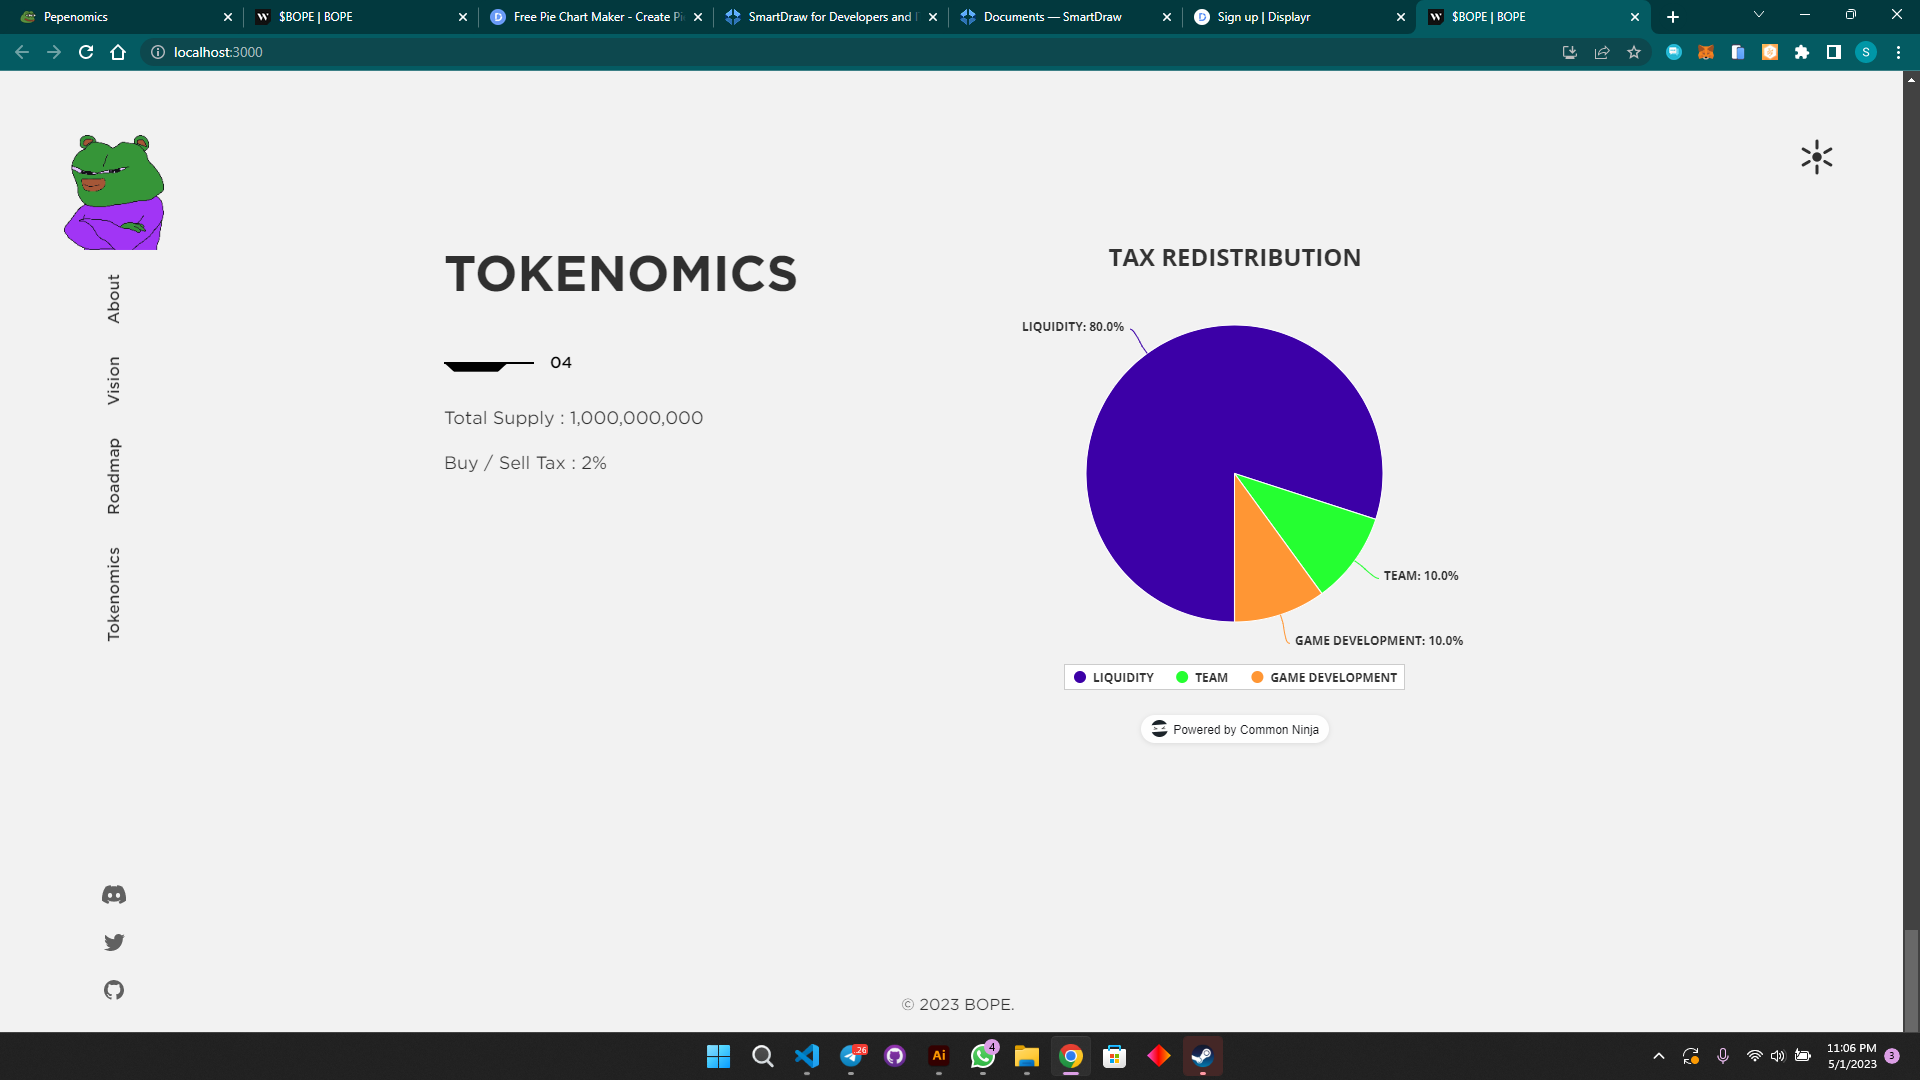 Pepenomics
$BOPE | BOPE
Free Pie Chart Maker - Create Pi
SmartDraw for Developers and
Documents — SmartDraw
Sign up | Displayr
$BOPE | BOPE
localhost:3000
S
About
Vision
Roadmap
Tokenomics
TOKENOMICS
04
Total Supply : 1,000,000,000
Buy / Sell Tax : 2%
TAX REDISTRIBUTION
LIQUIDITY: 80.0%
TEAM: 10.0%
GAME DEVELOPMENT: 10.0%
LIQUIDITY TEAM GAME DEVELOPMENT
Powered by Common Ninja
© 2023 BOPE.
26
Ai
4
11:06 PM
5/1/2023
3